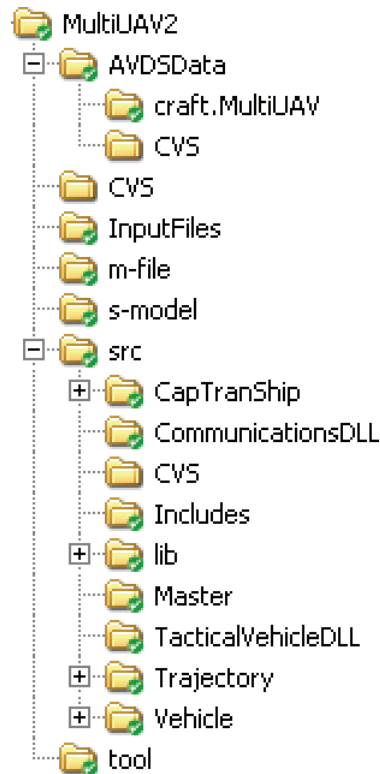 MultiUAV2
AVDSData
craft.MultiUAV
CVS
CVS
InputFiles
m-file
s-model
src
CapTranShip
CommunicationsDLL
CVS
Includes
lib
Master
TacticalVehicleDLL
Trajectory
Vehicle
tool